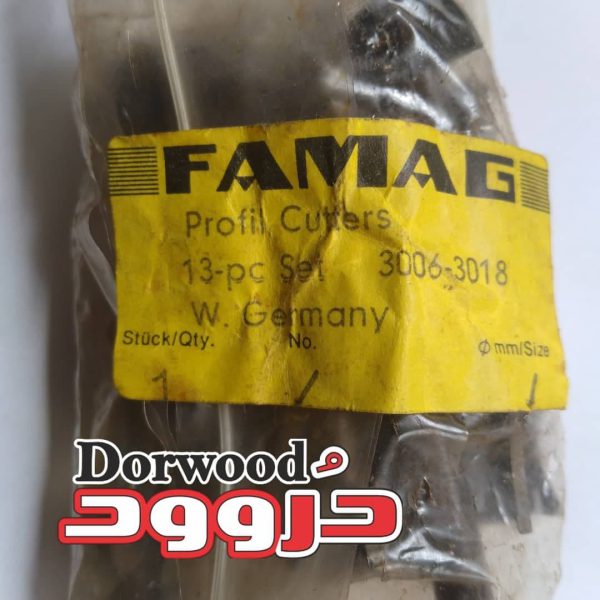 FAMAG
Profil Cutters
13-pc Set 3006-3018
W. Germany
Stück/Qty. No. ø mm/Size
1
Dorwood
دروود